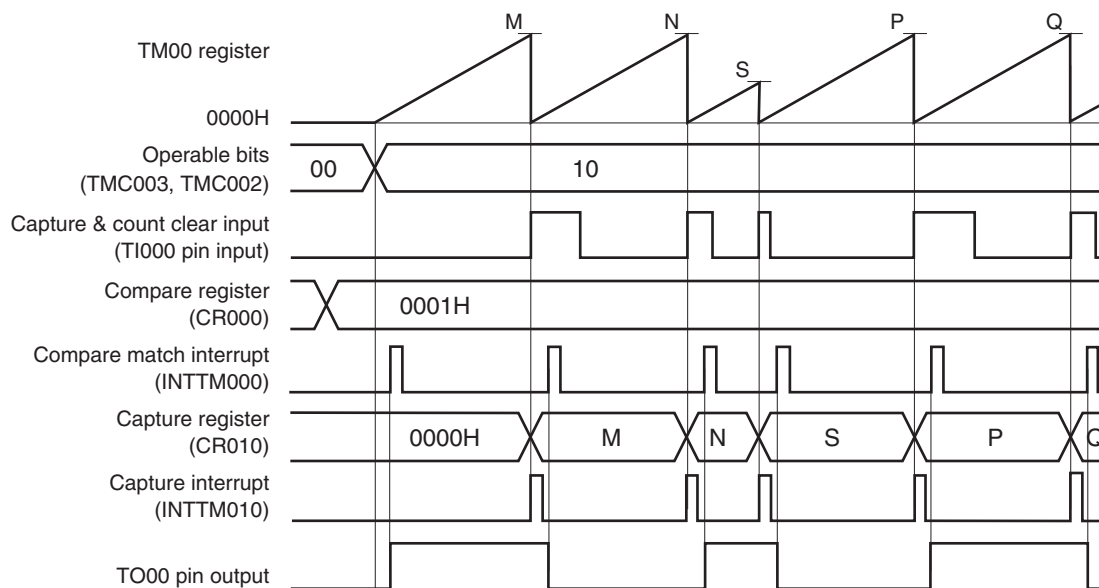 M N S P Q
TM00 register
0000H
Operable bits
(TMC003, TMC002)
00 10
Capture & count clear input
(TI000 pin input)
Compare register
(CR000)
0001H
Compare match interrupt
(INTTM000)
Capture register
(CR010)
0000H M N S P Q
Capture interrupt
(INTTM010)
TO00 pin output